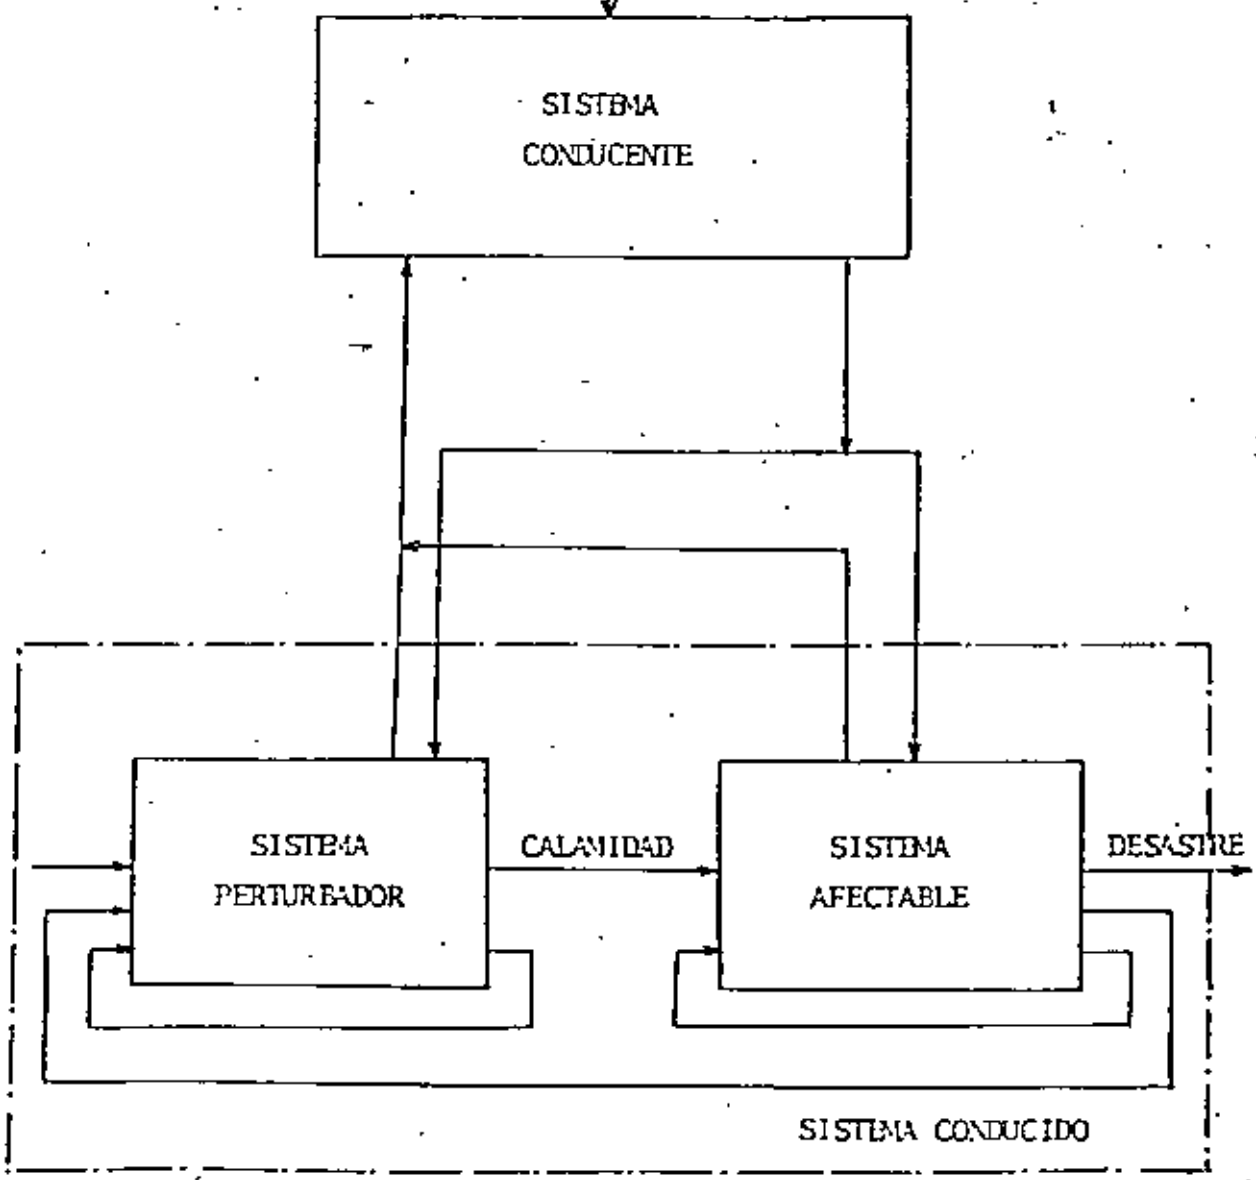 SISTEMA
CONDUCENTE
SISTEMA
PERTURBADOR
CALAMIDAD
SISTEMA
AFECTABLE
DESASTRE
SISTEMA CONDUCIDO